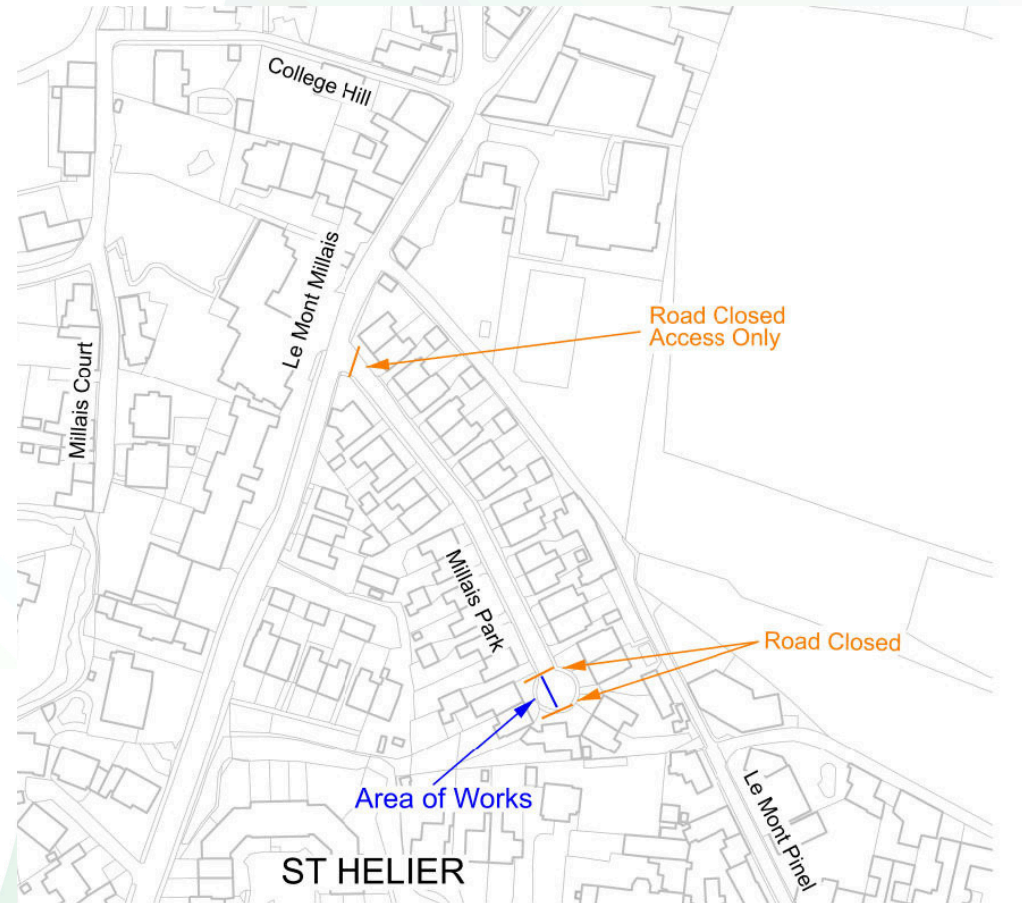 College Hill
Le Mont Millais
Road Closed
Access Only
Millais Court
Millais Park
Road Closed
Area of Works
Le Mont Pinel
ST HELIER